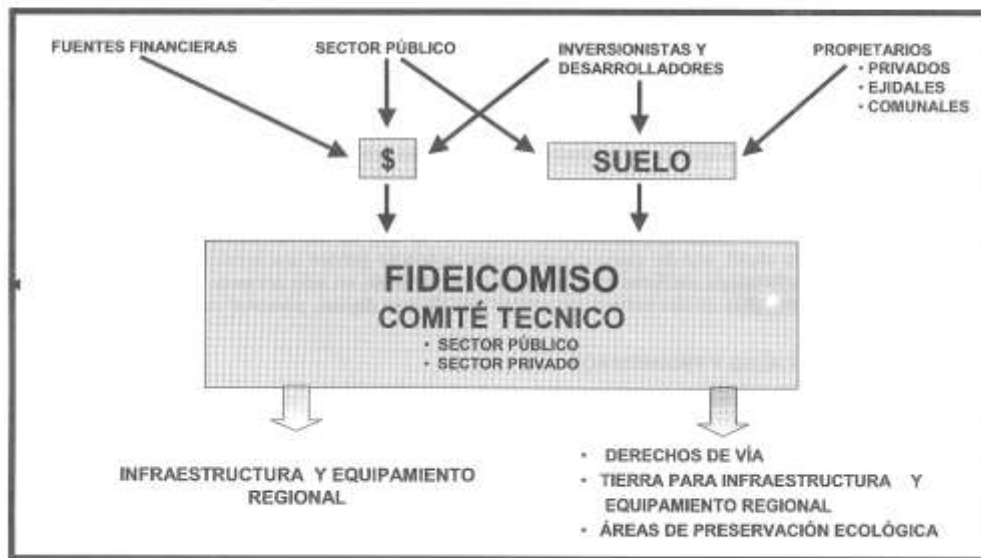 FUENTES FINANCIERAS
SECTOR PÚBLICO
INVERSIONISTAS Y
DESARROLLADORES
PROPIETARIOS
• PRIVADOS
• EJIDALES
• COMUNALES
$
SUELO
FIDEICOMISO
COMITÉ TECNICO
• SECTOR PÚBLICO
• SECTOR PRIVADO
INFRAESTRUCTURA Y EQUIPAMIENTO
REGIONAL
• DERECHOS DE VÍA
• TIERRA PARA INFRAESTRUCTURA Y
EQUIPAMIENTO REGIONAL
• ÁREAS DE PRESERVACIÓN ECOLÓGICA